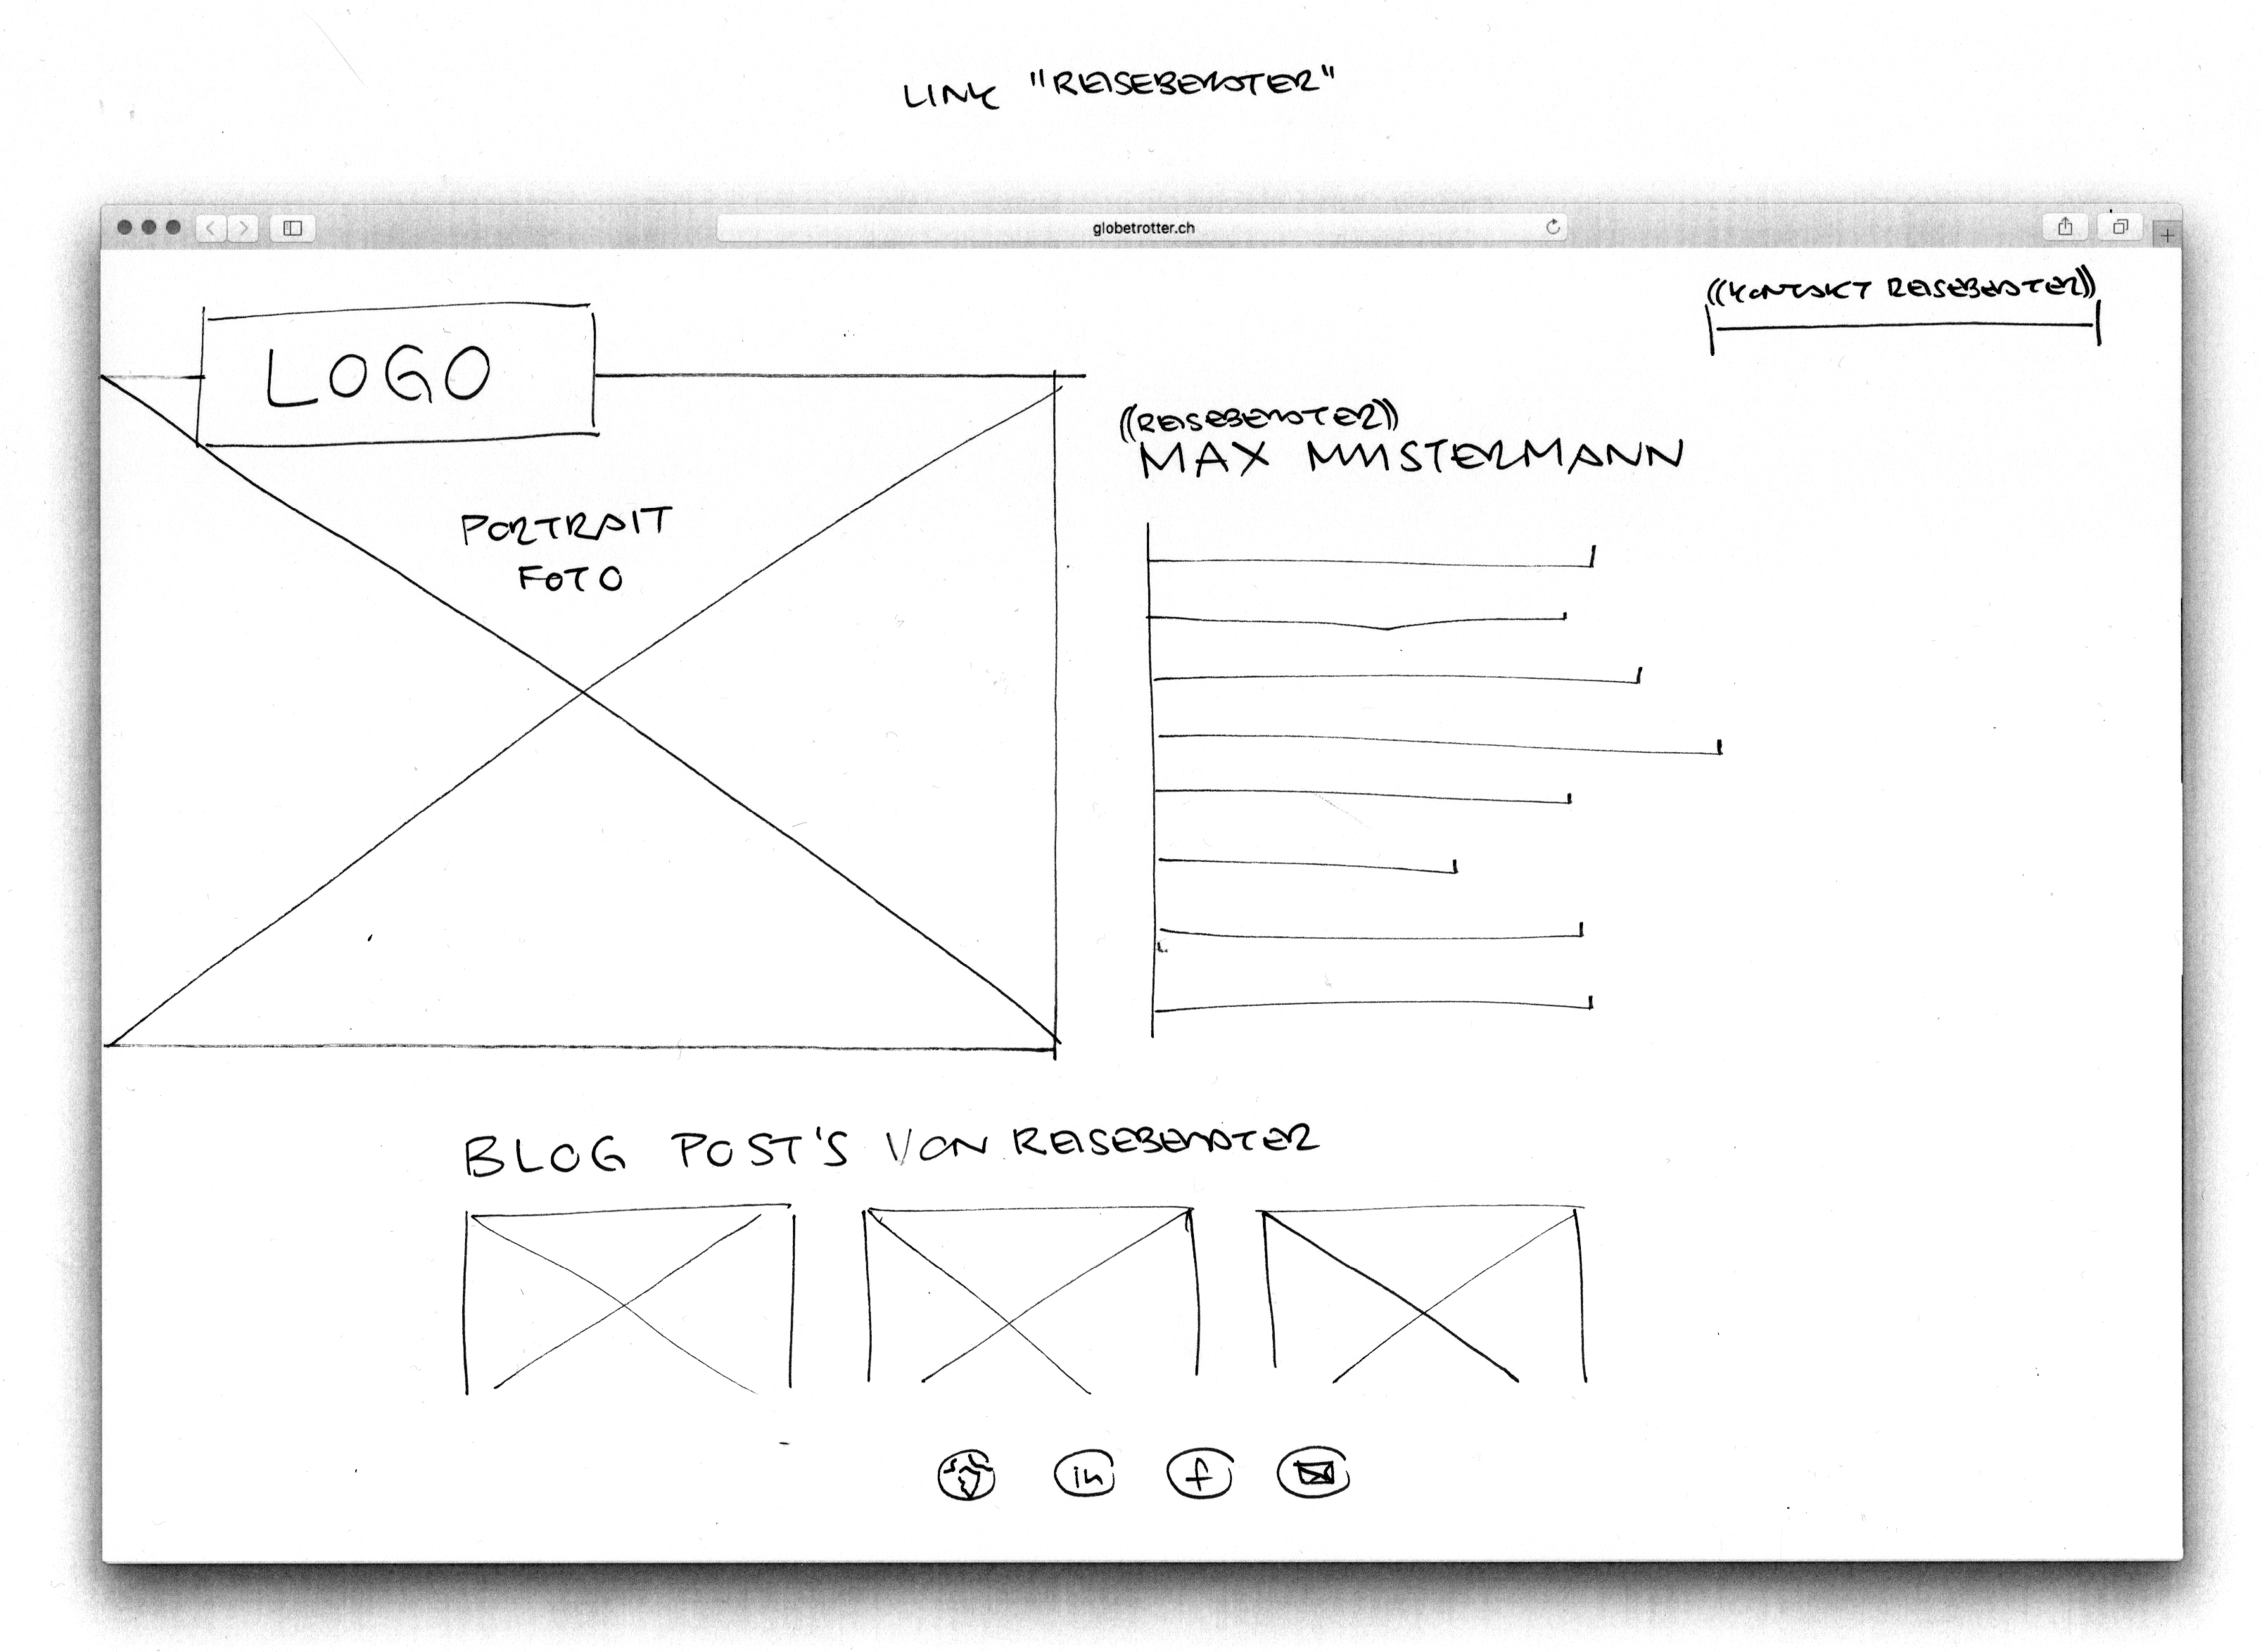 LINK "REISEBERATER"
globetrotter.ch
((KONTAKT REISEBERATER))
LOGO
((REISEBERATER))
MAX MUSTERMANN
PORTRAIT
FOTO
BLOG POST'S VON REISEBERATER
in
f